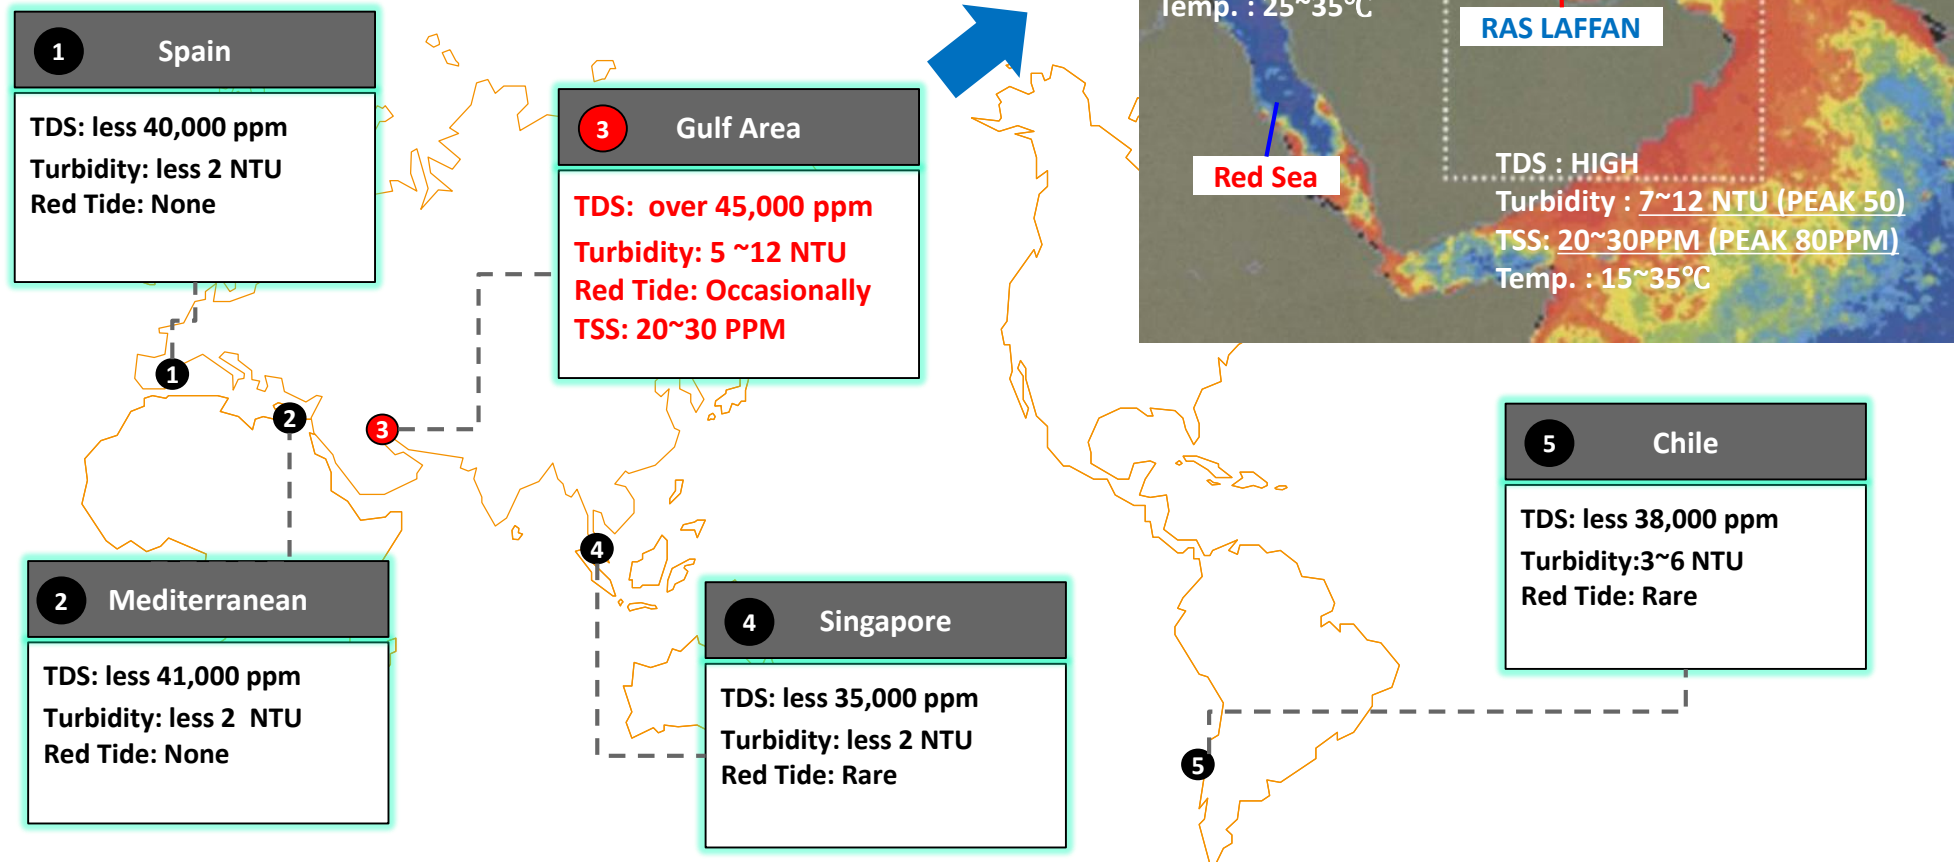 1 Spain
TDS: less 40,000 ppm
Turbidity: less 2 NTU
Red Tide: None
3 Gulf Area
TDS: over 45,000 ppm
Turbidity: 5 ~12 NTU
Red Tide: Occasionally
TSS: 20~30 PPM
Temp. : 25~35℃
RAS LAFFAN
Red Sea
TDS : HIGH
Turbidity : 7~12 NTU (PEAK 50)
TSS: 20~30PPM (PEAK 80PPM)
Temp. : 15~35℃
1
2
3
4
5
2 Mediterranean
TDS: less 41,000 ppm
Turbidity: less 2 NTU
Red Tide: None
4 Singapore
TDS: less 35,000 ppm
Turbidity: less 2 NTU
Red Tide: Rare
5 Chile
TDS: less 38,000 ppm
Turbidity:3~6 NTU
Red Tide: Rare